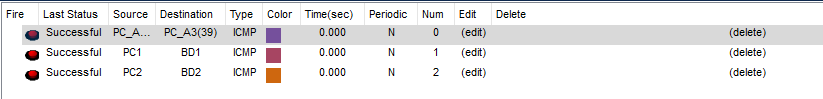 Fire Last Status Source Destination Type Color Time(sec) Periodic Num Edit Delete
Successful PC_A... PC_A3(39) ICMP 0.000 N 0 (edit) (delete)
Successful PC1 BD1 ICMP 0.000 N 1 (edit) (delete)
Successful PC2 BD2 ICMP 0.000 N 2 (edit) (delete)